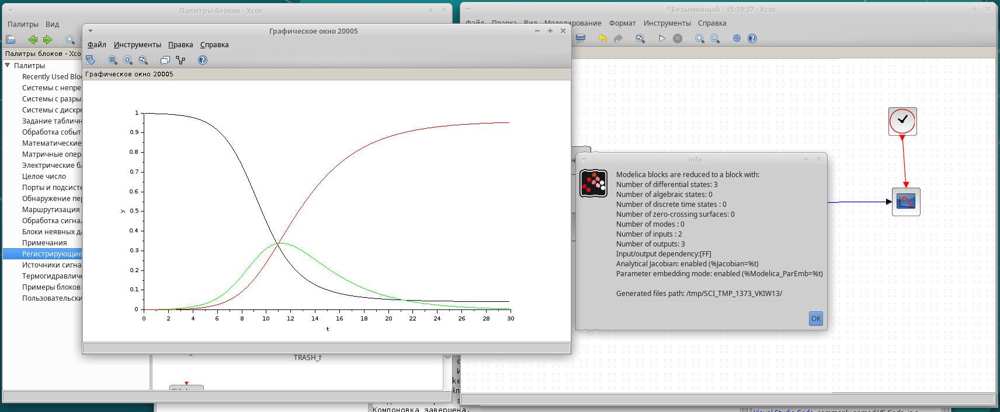 Палитры блоков - Xcos
Палитры Вид
Палитры блоков - Xco
Палитры
Recently Used Blo
Системы с непре
Системы с разры
Системы с дискре
Задание табличн
Обработка событ
Математические
Матричные опер
Электрические б
Целое число
Порты и подсисте
Обнаружение пе
Маршрутизация
Обработка сигна
Блоки неявных д
Примечания
Регистрирующие
Источники сигна
Термогидравлич
Примеры блоков
Пользовательски
TRASH_f
Графическое окно 20005
Файл Инструменты Правка Справка
Графическое окно 20005
1
0.9
0.8
0.7
0.6
0.5
0.4
0.3
0.2
0.1
0
y
0 2 4 6 8 10 12 14 16 18 20 22 24 26 28 30
t
*Безымянный - 15:39:37 - Xcos
Файл Правка Вид Моделирование Формат Инструменты Справка
info
Modelica blocks are reduced to a block with:
Number of differential states: 3
Number of algebraic states: 0
Number of discrete time states : 0
Number of zero-crossing surfaces: 0
Number of modes : 0
Number of inputs : 2
Number of outputs: 3
Input/output dependency:[FF]
Analytical Jacobian: enabled (%Jacobian=%t)
Parameter embedding mode: enabled (%Modelica_ParEmb=%t)
Generated files path: /tmp/SCI_TMP_1373_VKIW13/
OK
Компоновка завершена.